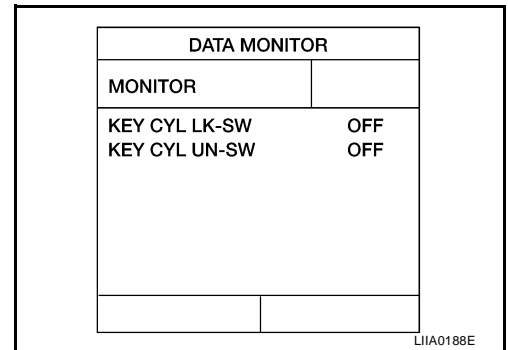 DATA MONITOR
MONITOR
KEY CYL LK-SW OFF
KEY CYL UN-SW OFF
LIIA0188E